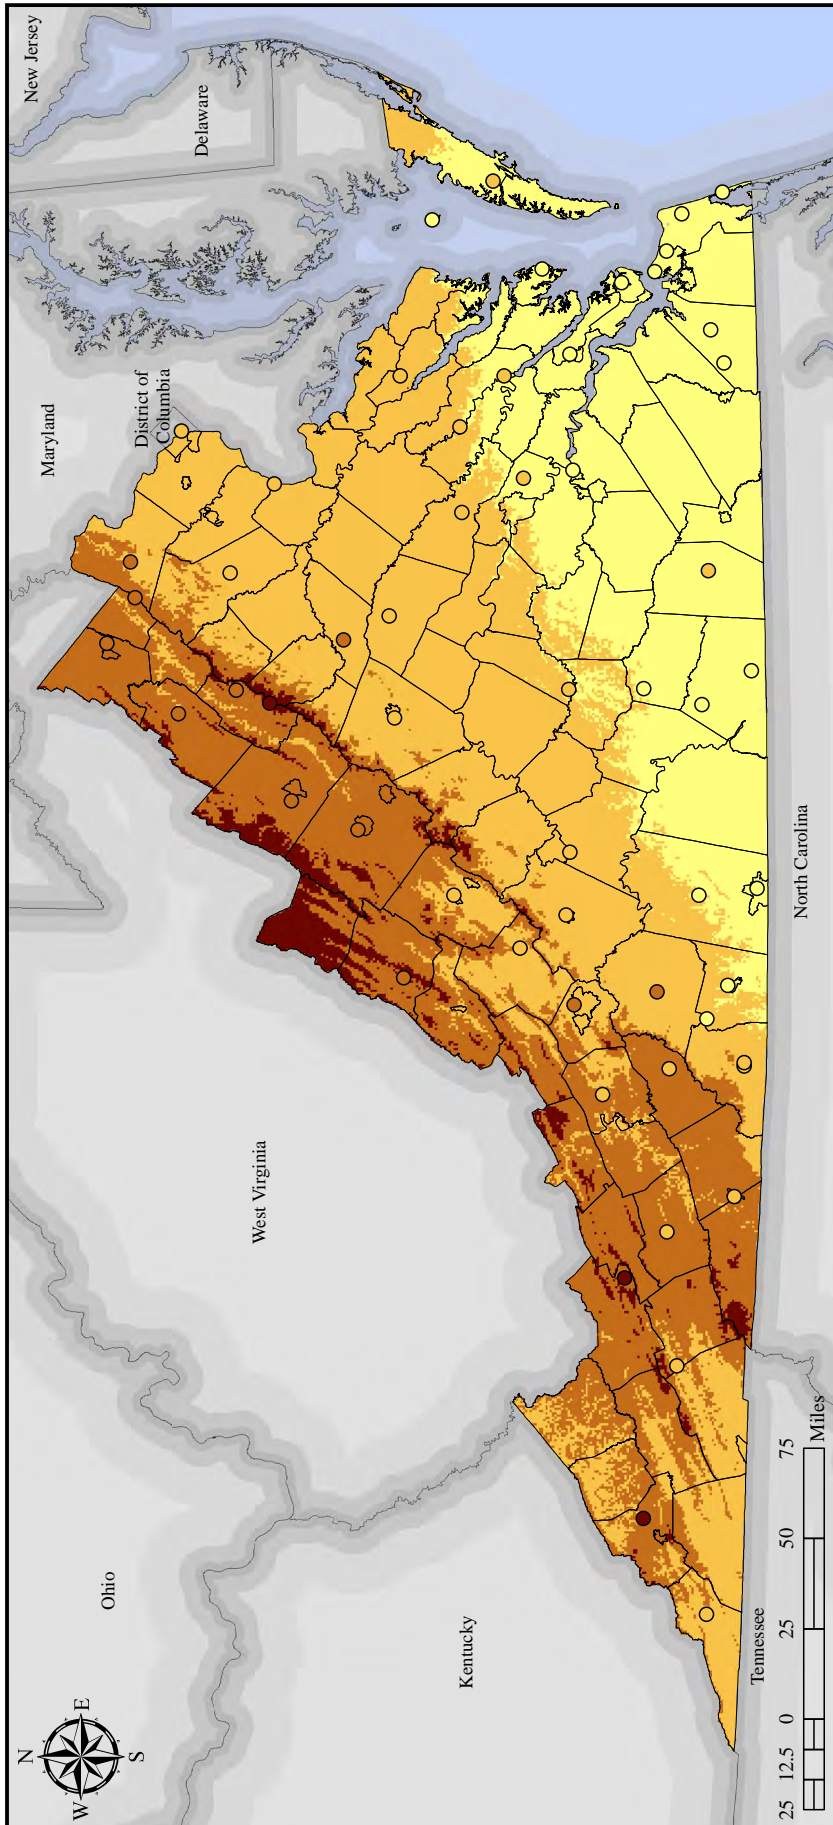 New Jersey
Delaware
Maryland
District of
Columbia
Ohio
West Virginia
Kentucky
Tennessee
North Carolina
N
W
E
S
25 12.5 0 25 50 75
Miles